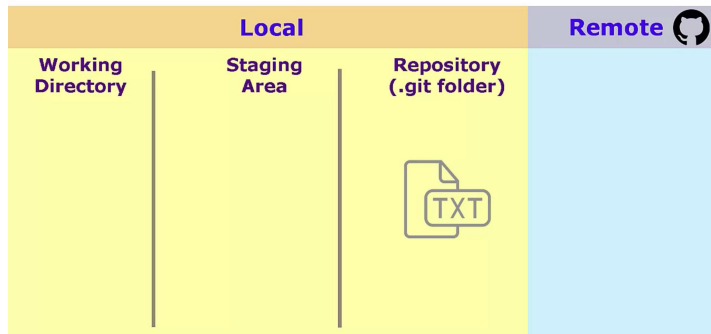 Local
Remote
Working
Directory
Staging
Area
Repository
(.git folder)
TXT